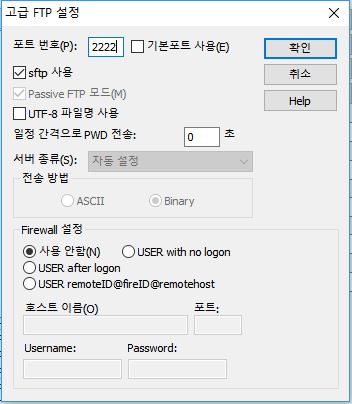 고급 FTP 설정
포트 번호(P): 2222 기본포트 사용(E) 확인
sftp 사용 취소
Passive FTP 모드(M) Help
UTF-8 파일명 사용
일정 간격으로 PWD 전송: 0 초
서버 종류(S): 자동 설정
전송 방법
ASCII Binary
Firewall 설정
사용 안함(N) USER with no logon
USER after logon
USER remoteID@fireID@remotehost
호스트 이름(O) 포트:
Username: Password: